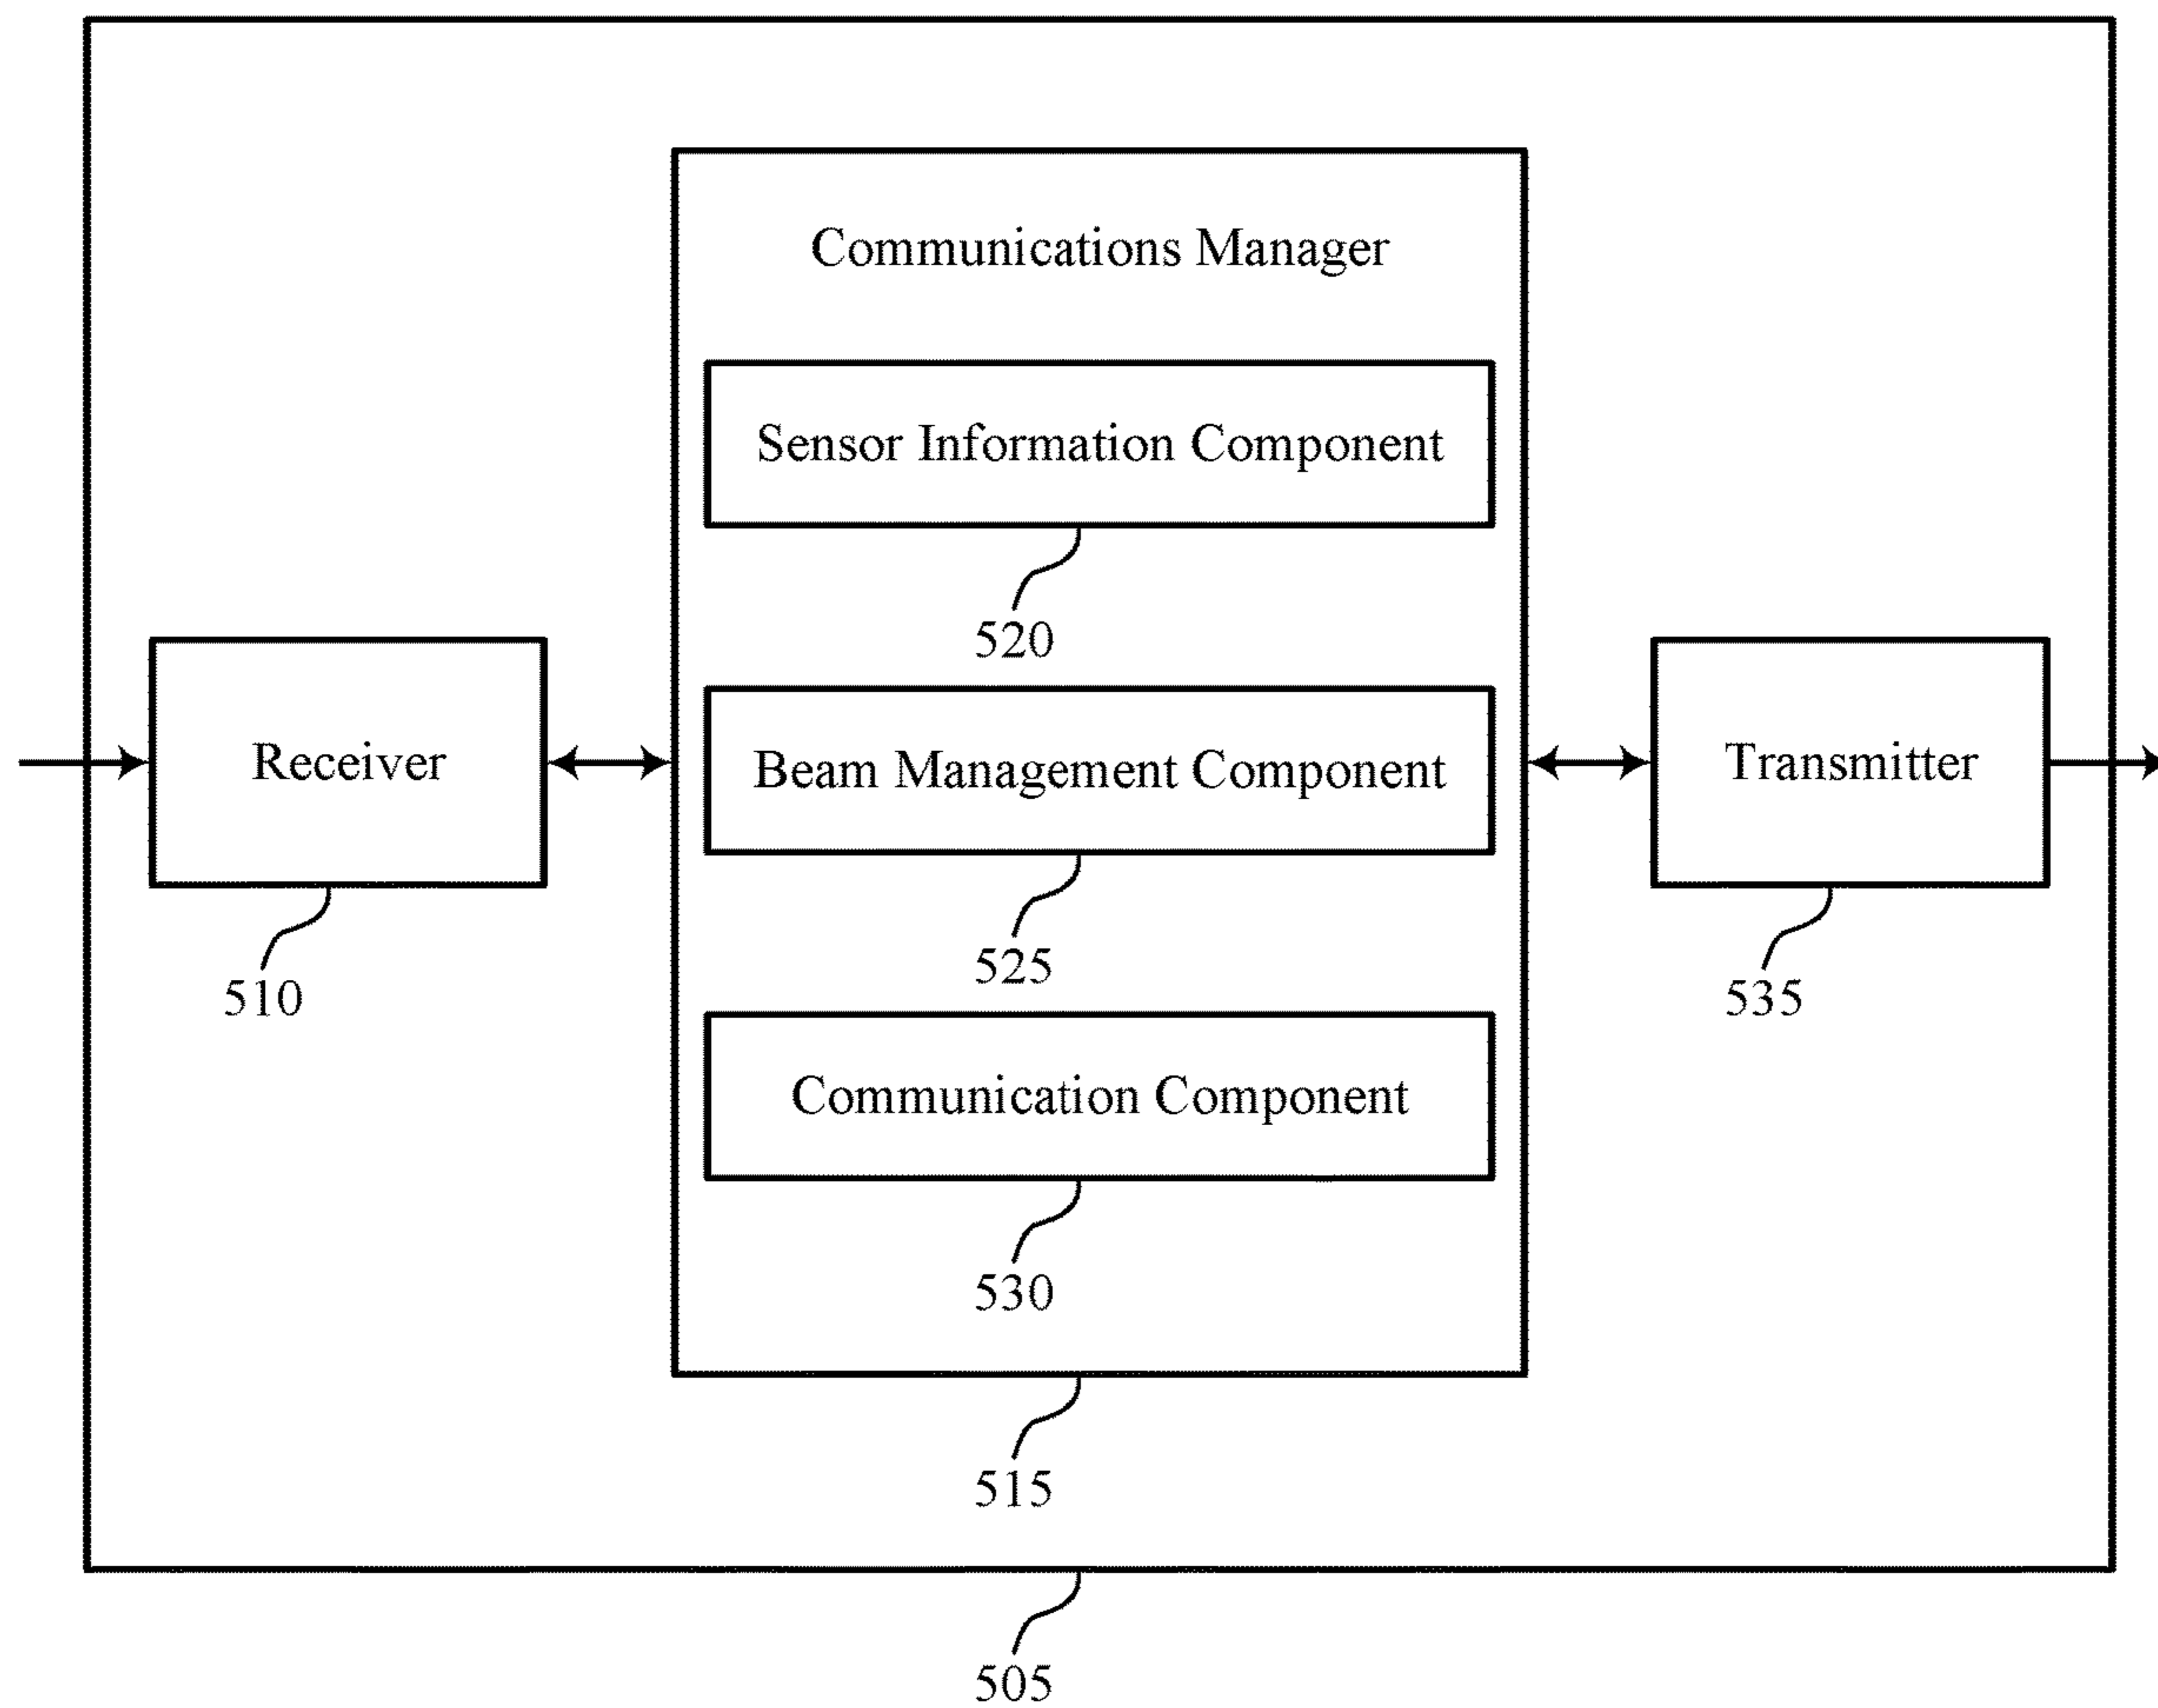 Communications Manager
Sensor Information Component
520
Receiver
Beam Management Component
Transmitter
525
510
535
Communication Component
530
515
505